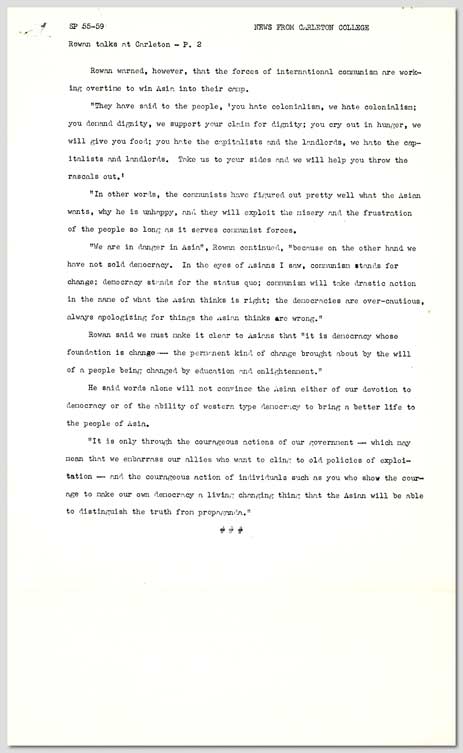 SP 55-59 NEWS FROM CARLETON COLLEGE
Rowan talks at Carleton - P. 2
Rowan warned, however, that the forces of international communism are work-
ing overtime to win Asia into their camp.
"They have said to the people, 'you hate colonialism, we hate colonialism;
you demand dignity, we support your claim for dignity; you cry out in hunger, we
will give you food; you hate the capitalists and the landlords, we hate the cap-
italists and landlords. Take us to your sides and we will help you throw the
rascals out.'
"In other words, the communists have figured out pretty well what the Asian
wants, why he is unhappy, and they will exploit the misery and the frustration
of the people so long as it serves communist forces.
"We are in danger in Asia", Rowan continued, "because on the other hand we
have not sold democracy. In the eyes of Asians I saw, communism stands for
change; democracy stands for the status quo; communism will take drastic action
in the name of what the Asian thinks is right; the democracies are over-cautious,
always apologizing for things the Asian thinks are wrong."
Rowan said we must make it clear to Asians that "it is democracy whose
foundation is change -- the permanent kind of change brought about by the will
of a people being changed by education and enlightenment."
He said words alone will not convince the Asian either of our devotion to
democracy or of the ability of western type democracy to bring a better life to
the people of Asia.
"It is only through the courageous actions of our government -- which may
mean that we embarrass our allies who want to cling to old policies of exploi-
tation -- and the courageous action of individuals such as you who show the cour-
age to make our own democracy a living changing thing that the Asian will be able
to distinguish the truth from propaganda."
# # #